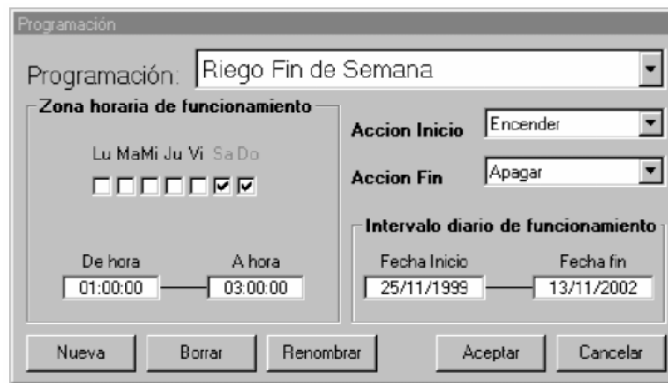 Programación
Programación: Riego Fin de Semana
Zona horaria de funcionamiento
Lu MaMi Ju Vi Sa Do
De hora A hora
01:00:00 03:00:00
Accion Inicio Encender
Accion Fin Apagar
Intervalo diario de funcionamiento
Fecha Inicio Fecha fin
25/11/1999 13/11/2002
Nueva Borrar Renombrar Aceptar Cancelar